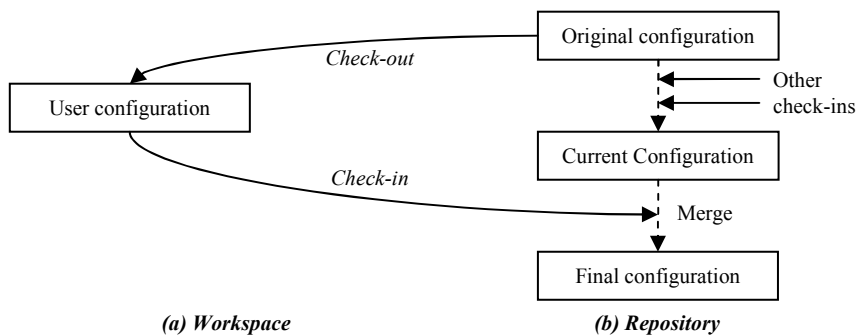 Original configuration
Check-out
Other
check-ins
User configuration
Current Configuration
Check-in
Merge
Final configuration
(a) Workspace
(b) Repository